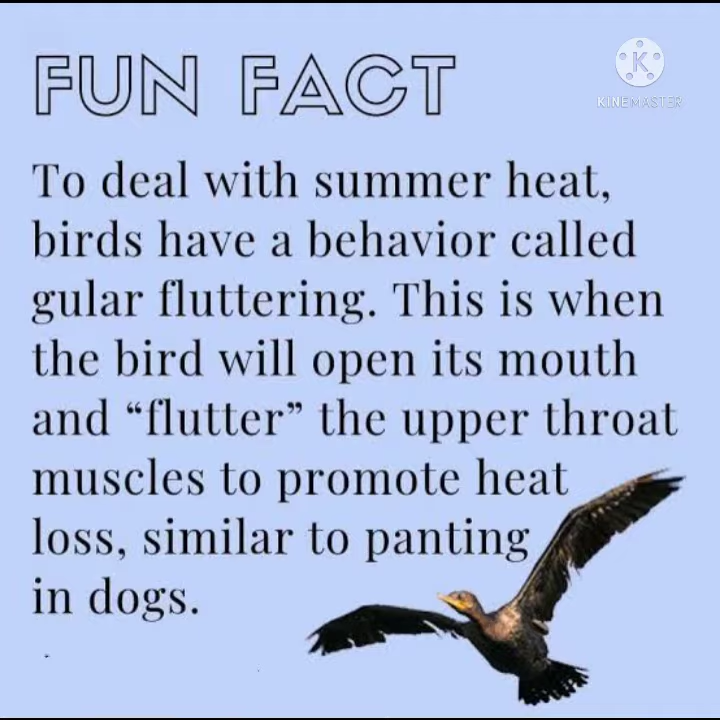 FUN FACT
K
KINEMASTER
To deal with summer heat,
birds have a behavior called
gular fluttering. This is when
the bird will open its mouth
and “flutter” the upper throat
muscles to promote heat
loss, similar to panting
in dogs.